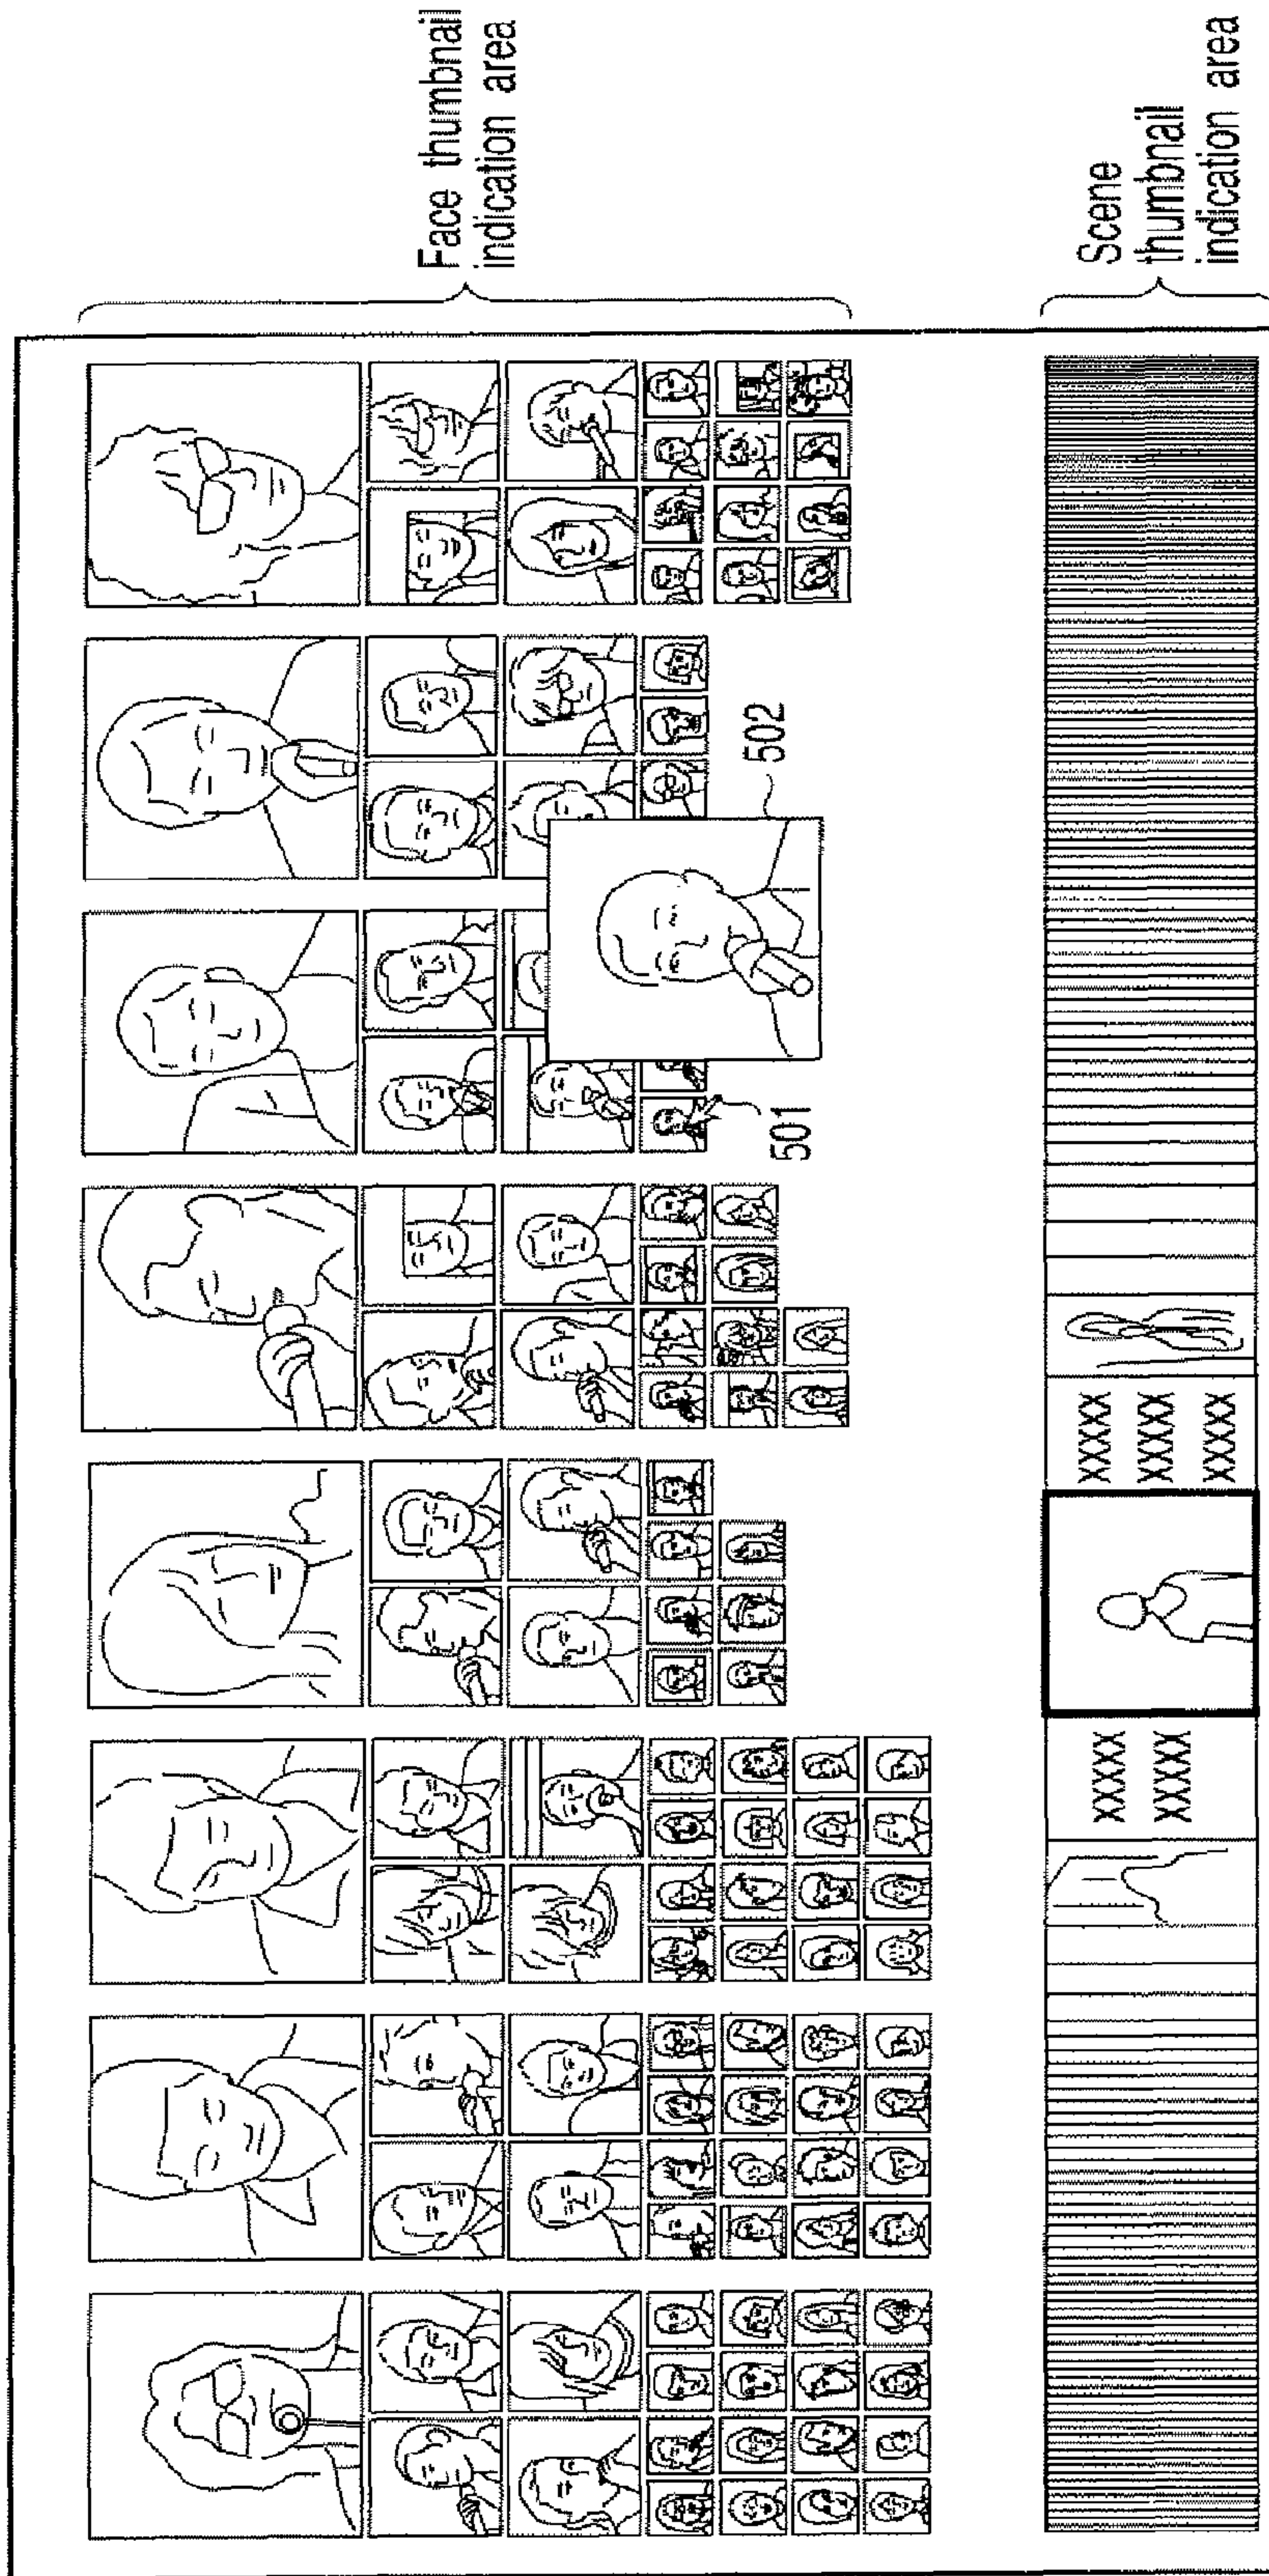 Face thumbnail
indication area
502
501
XXXXX
XXXXX
XXXXX
XXXXX
XXXXX
Scene
thumbnail
indication area